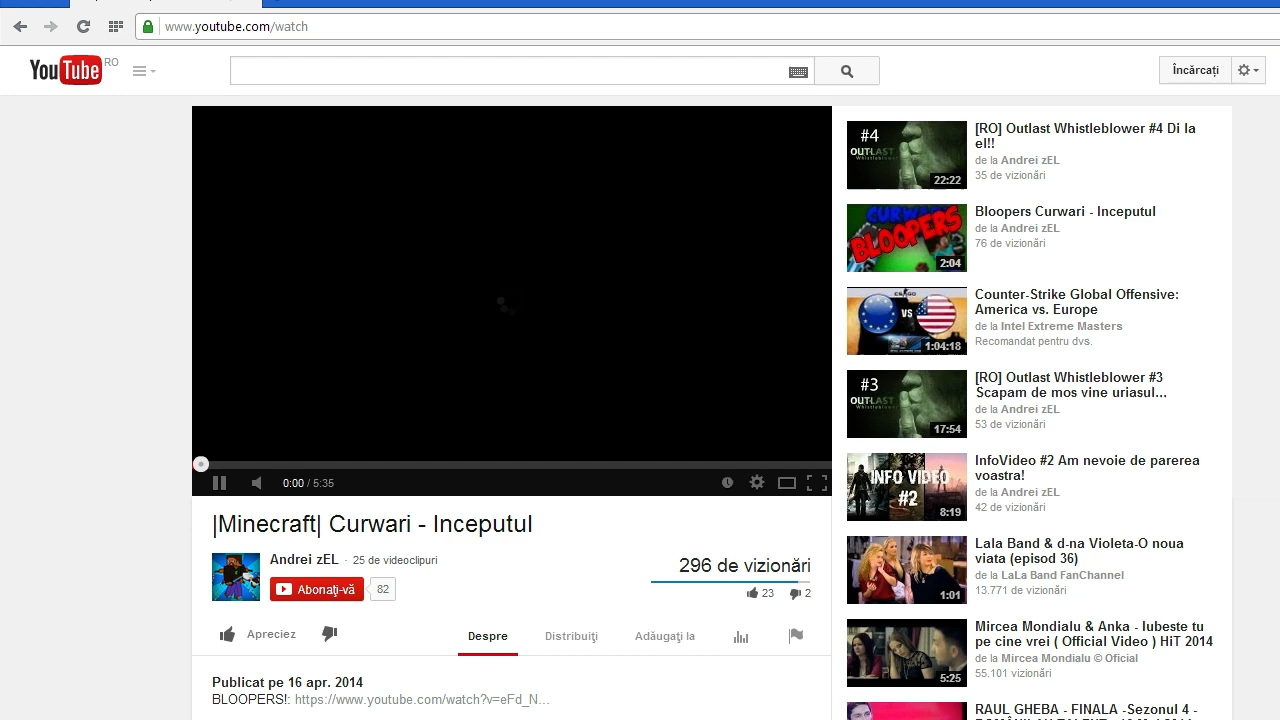 www.youtube.com/watch
YouTube RO
Încărcați
|Minecraft| Curwari - Inceputul
0:00 / 5:35
Andrei zEL · 25 de videoclipuri
Abonaţi-vă 82
296 de vizionări
23 2
Apreciez
Despre Distribuiţi Adăugaţi la
Publicat pe 16 apr. 2014
BLOOPERS!: https://www.youtube.com/watch?v=eFd_N...
#4
OUTLAST
Whistleblower
22:22
[RO] Outlast Whistleblower #4 Di la
el!!
de la Andrei zEL
35 de vizionări
CURWARI
BLOOPERS
2:04
Bloopers Curwari - Inceputul
de la Andrei zEL
76 de vizionări
CS GO
VS
1:04:18
Counter-Strike Global Offensive:
America vs. Europe
de la Intel Extreme Masters
Recomandat pentru dvs.
#3
OUTLAST
Whistleblower
17:54
[RO] Outlast Whistleblower #3
Scapam de mos vine uriasul...
de la Andrei zEL
53 de vizionări
INFO VIDEO
#2
8:19
InfoVideo #2 Am nevoie de parerea
voastra!
de la Andrei zEL
42 de vizionări
1:01
Lala Band & d-na Violeta-O noua
viata (episod 36)
de la LaLa Band FanChannel
13.771 de vizionări
5:25
Mircea Mondialu & Anka - Iubeste tu
pe cine vrei ( Official Video ) HiT 2014
de la Mircea Mondialu © Oficial
55.101 vizionări
RAUL GHEBA - FINALA -Sezonul 4 -